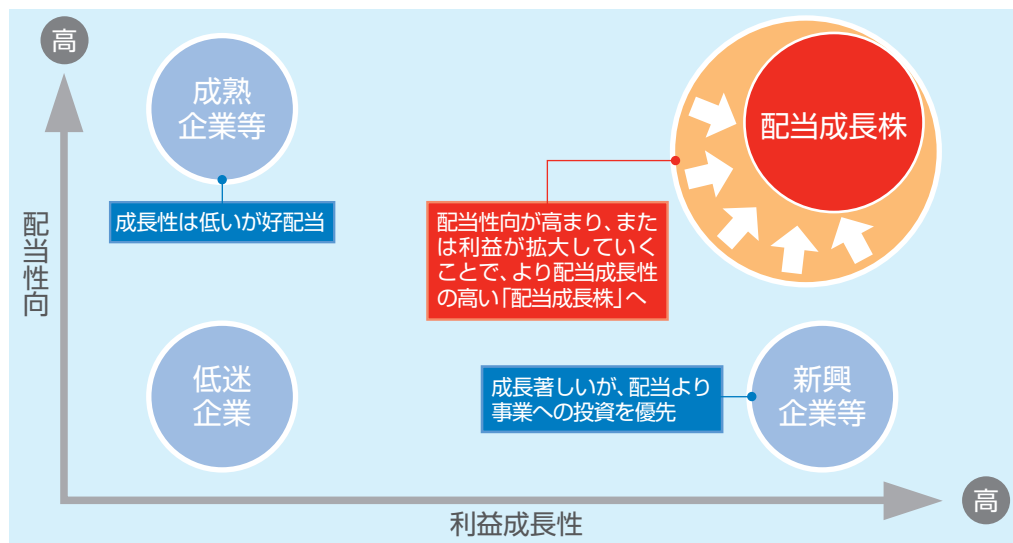 高
成熟
企業等
成長性は低いが好配当
配当成長株
配当性向が高まり、また
は利益が拡大していく
ことで、より配当成長性
の高い「配当成長株」へ
配当性向
低迷
企業
成長著しいが、配当より
事業への投資を優先
新興
企業等
高
利益成長性